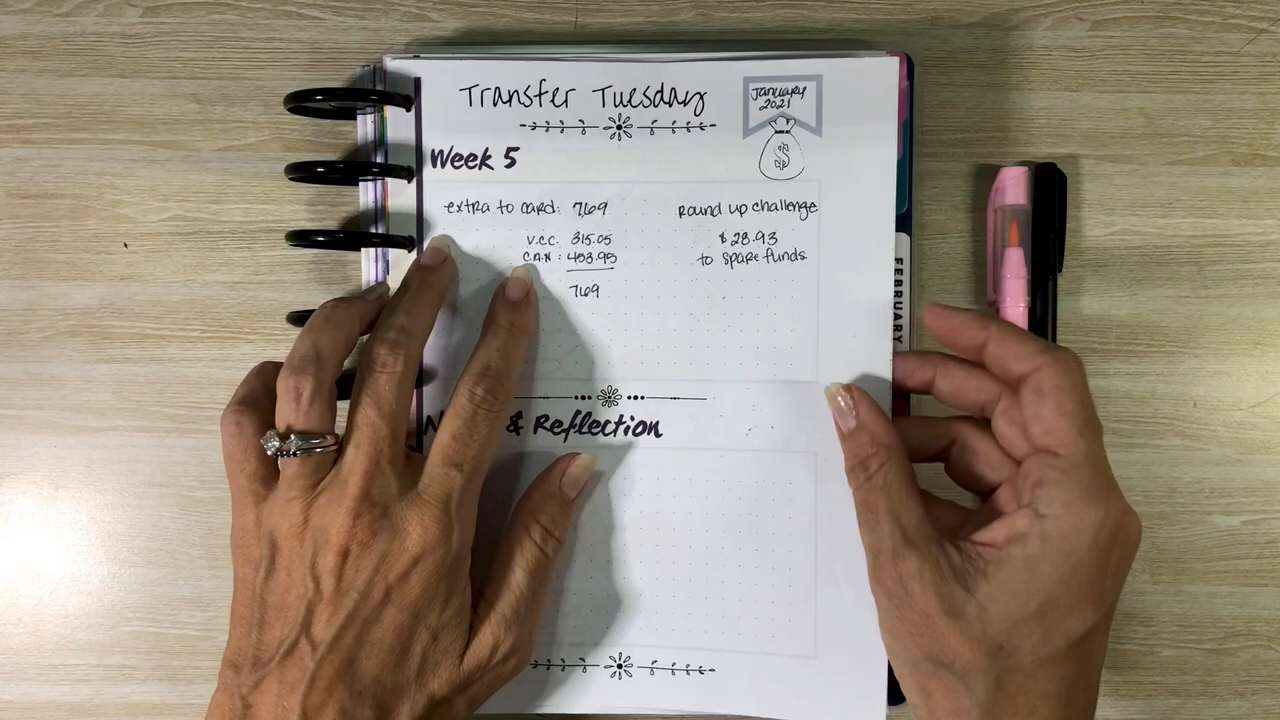 Transfer Tuesday
January
2021
$
Week 5
extra to card: 769
V.C.C. 315.05
C.A.N: 453.95
769
round up challenge
$28.93
to spare funds
& Reflection
FEBRUARY